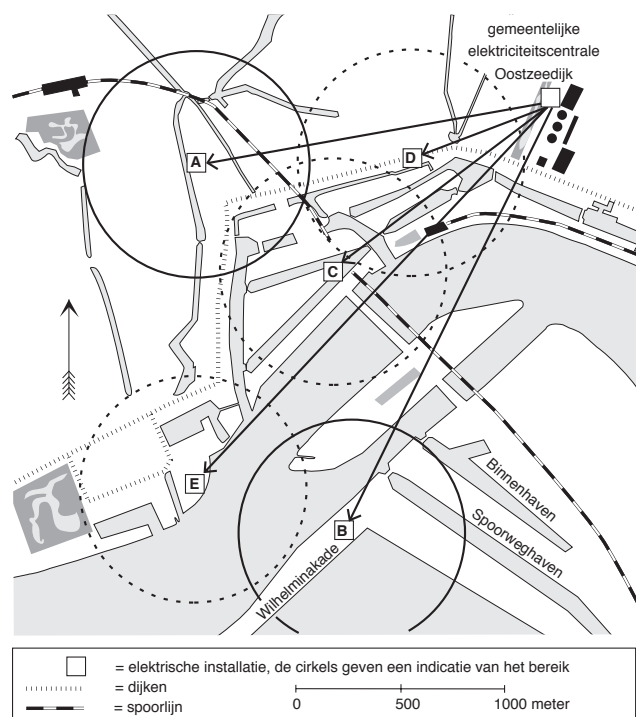 gemeentelijke
elektriciteitscentrale
Oostzeedijk
A
D
C
E
B
Binnenhaven
Spoorweghaven
Wilhelminakade
= elektrische installatie, de cirkels geven een indicatie van het bereik
= dijken
= spoorlijn
0 500 1000 meter